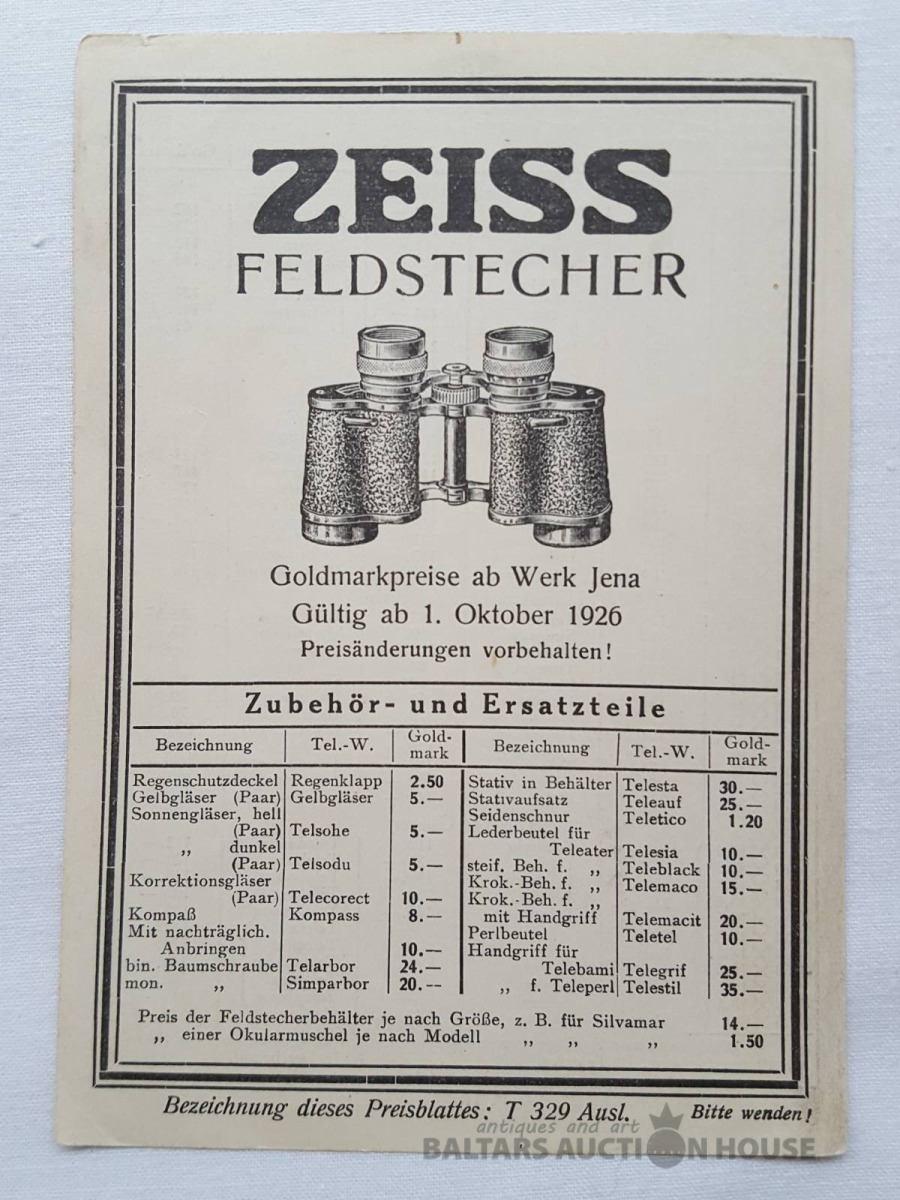 ZEISS
FELDSTECHER
Goldmarkpreise ab Werk Jena
Gültig ab 1. Oktober 1926
Preisänderungen vorbehalten!
Zubehör- und Ersatzteile
Bezeichnung Tel.-W. Gold-
mark
Regenschutzdeckel Regenklapp 2.50
Gelbgläser (Paar) Gelbgläser 5.—
Sonnengläser, hell
(Paar) Telsohe 5.—
„ dunkel
(Paar) Telsodu 5.—
Korrektionsgläser
(Paar) Telecorect 10.—
Kompaß Kompass 8.—
Mit nachträglich.
Anbringen 10.—
bin. Baumschraube Telarbor 24.—
mon. „ Simparbor 20.--
Bezeichnung Tel.-W. Gold-
mark
Stativ in Behälter Telesta 30.—
Stativaufsatz Teleauf 25.—
Seidenschnur Teletico 1.20
Lederbeutel für
Teleater Telesia 10.—
steif. Beh. f. „ Teleblack 10.—
Krok.-Beh. f. „ Telemaco 15.—
Krok.-Beh. f. „
mit Handgriff Telemacit 20.—
Perlbeutel Teletel 10.—
Handgriff für
Telebami Telegrif 25.—
„ f. Teleperl Telestil 35.—
Preis der Feldstecherbehälter je nach Größe, z. B. für Silvamar 14.—
„ einer Okularmuschel je nach Modell „ „ „ 1.50
Bezeichnung dieses Preisblattes: T 329 Ausl. Bitte wenden!
antiques and art
BALTARS AUCTION HOUSE